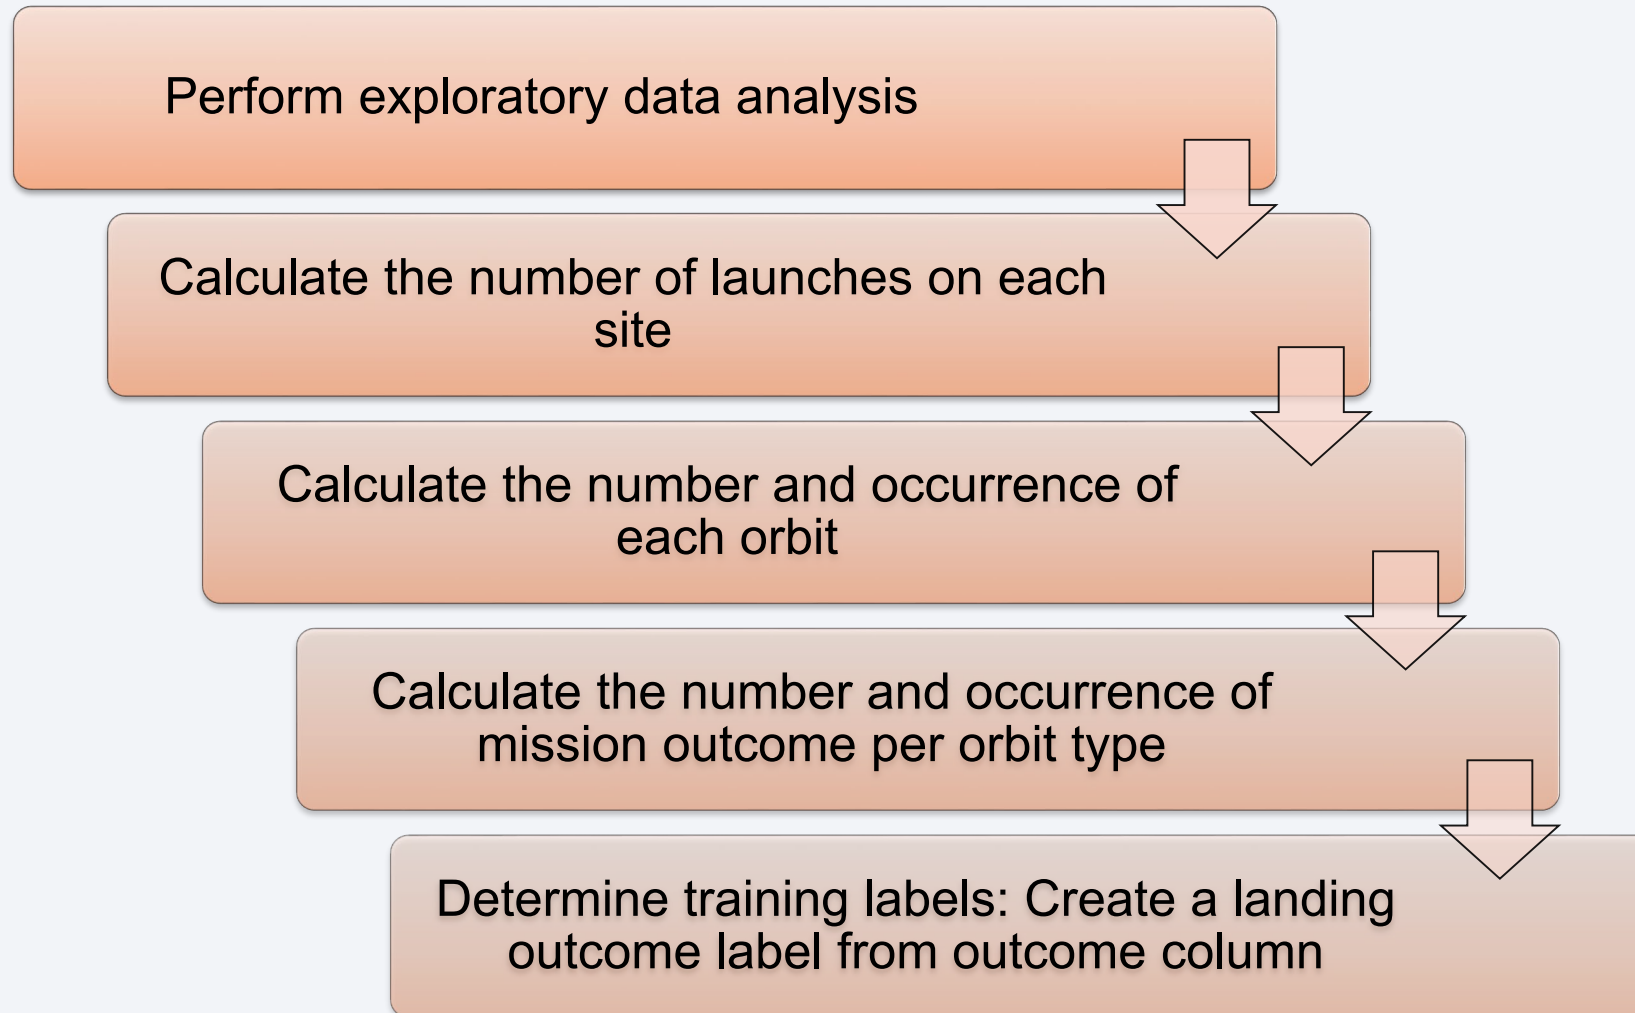 Perform exploratory data analysis
Calculate the number of launches on each
site
Calculate the number and occurrence of
each orbit
Calculate the number and occurrence of
mission outcome per orbit type
Determine training labels: Create a landing
outcome label from outcome column